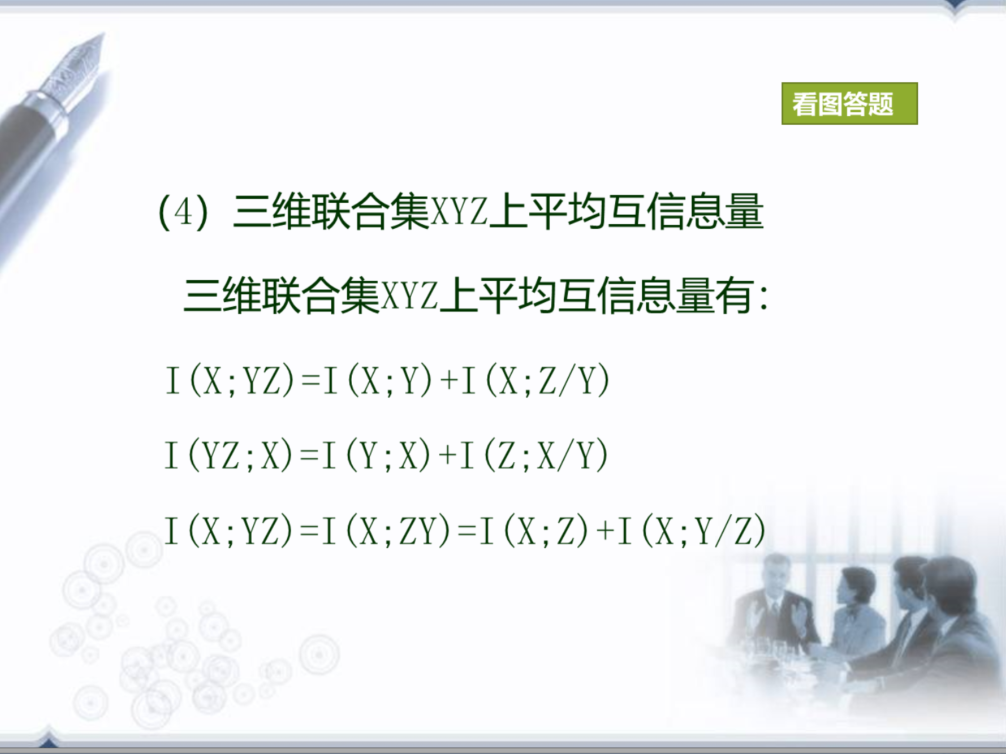 看图答题
（4）三维联合集XYZ上平均互信息量
三维联合集XYZ上平均互信息量有：
I(X;YZ)=I(X;Y)+I(X;Z/Y)
I(YZ;X)=I(Y;X)+I(Z;X/Y)
I(X;YZ)=I(X;ZY)=I(X;Z)+I(X;Y/Z)